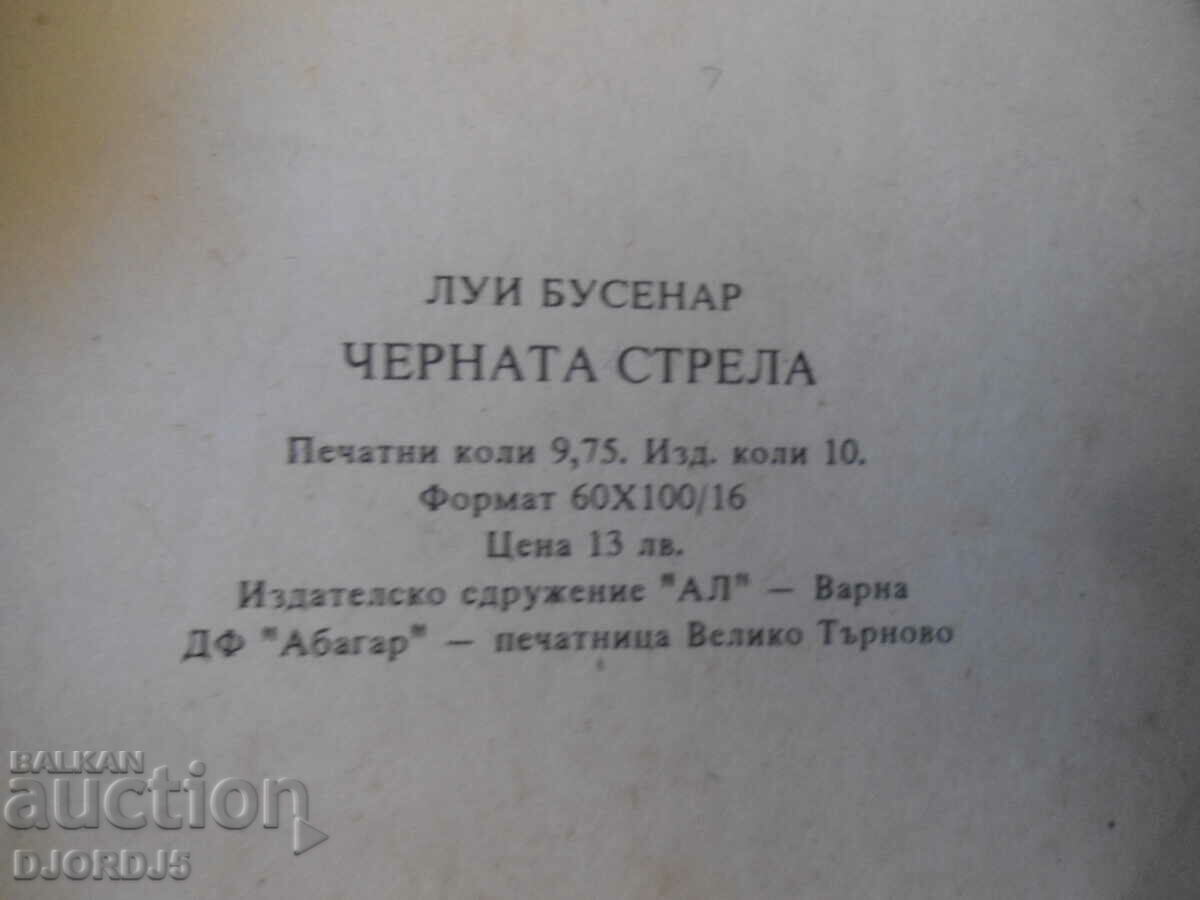 7
ЛУИ БУСЕНАР
ЧЕРНАТА СТРЕЛА
Печатни коли 9,75. Изд. коли 10.
Формат 60X100/16
Цена 13 лв.
Издателско сдружение "АЛ" — Варна
ДФ "Абагар" — печатница Велико Търново
BALKAN
auction
DJORDJ5